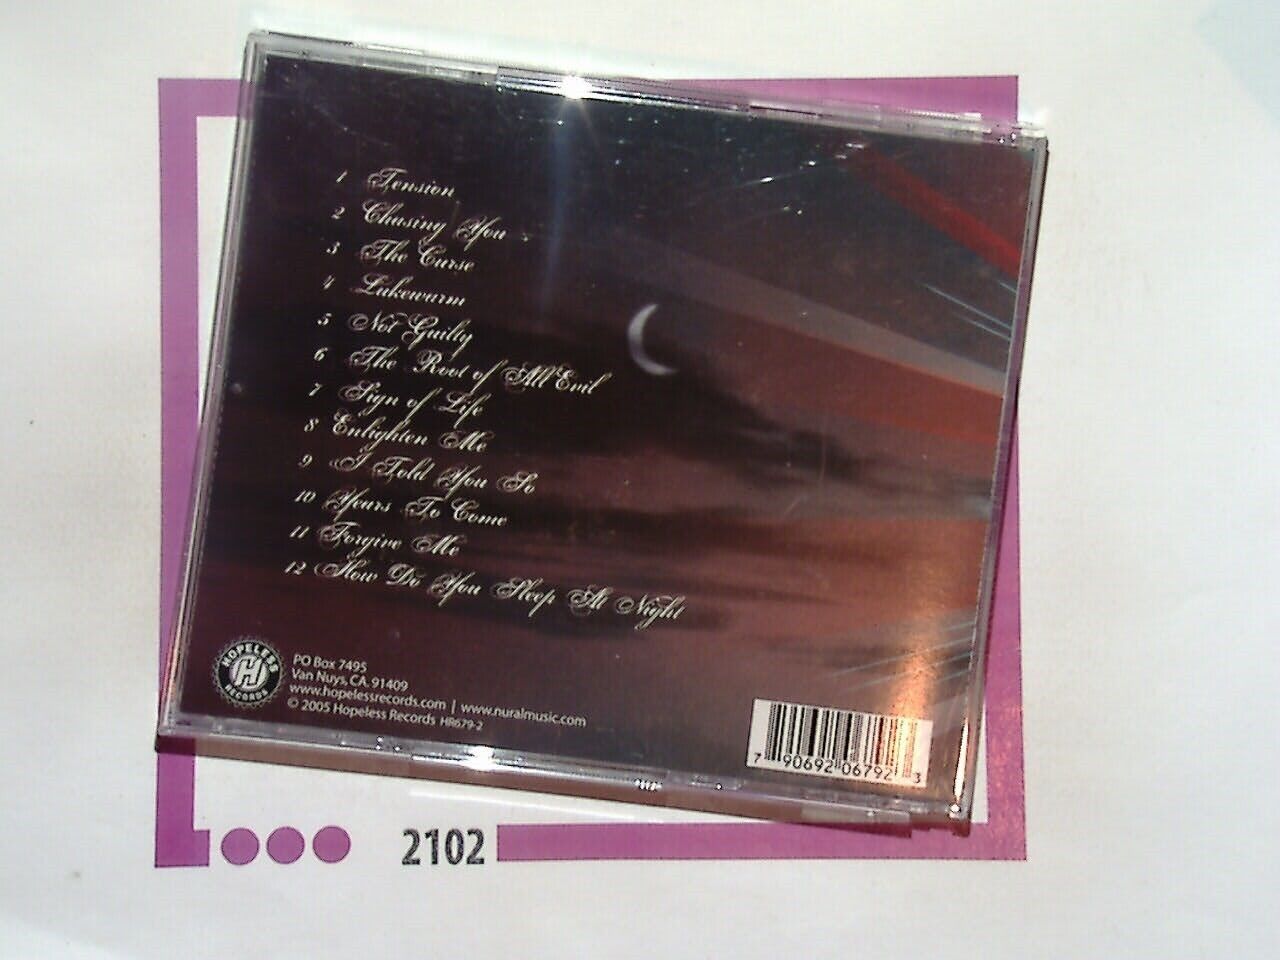 1 Tension
2 Chasing You
3 The Curse
4 Lukewarm
5 Not Guilty
6 The Root of All Evil
7 Sign of Life
8 Enlighten Me
9 I Told You So
10 Years To Come
11 Forgive Me
12 How Do You Sleep At Night
HOPELESS
H
RECORDS
PO Box 7495
Van Nuys, CA. 91409
www.hopelessrecords.com | www.nuralmusic.com
© 2005 Hopeless Records HR679-2
7 90692 06792 3
2102